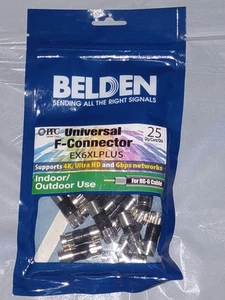 BELDEN
SENDING ALL THE RIGHT SIGNALS
PPC Universal
F-Connector
EX6XLPLUS
25
Supports 4K, Ultra HD and Gbps networks
Indoor/
Outdoor Use
For RG-6 Cable